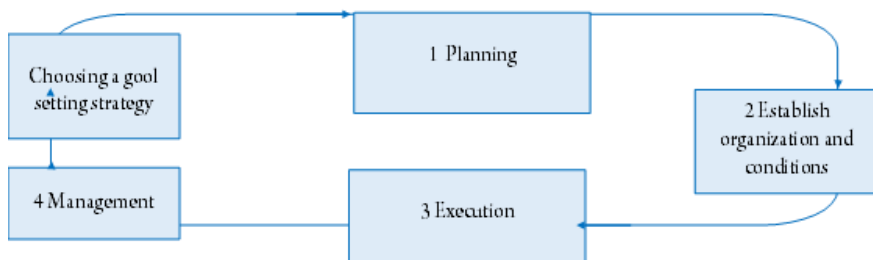 1 Planning
Choosing a gool
setting strategy
2 Establish
organization and
conditions
4 Management
3 Execution